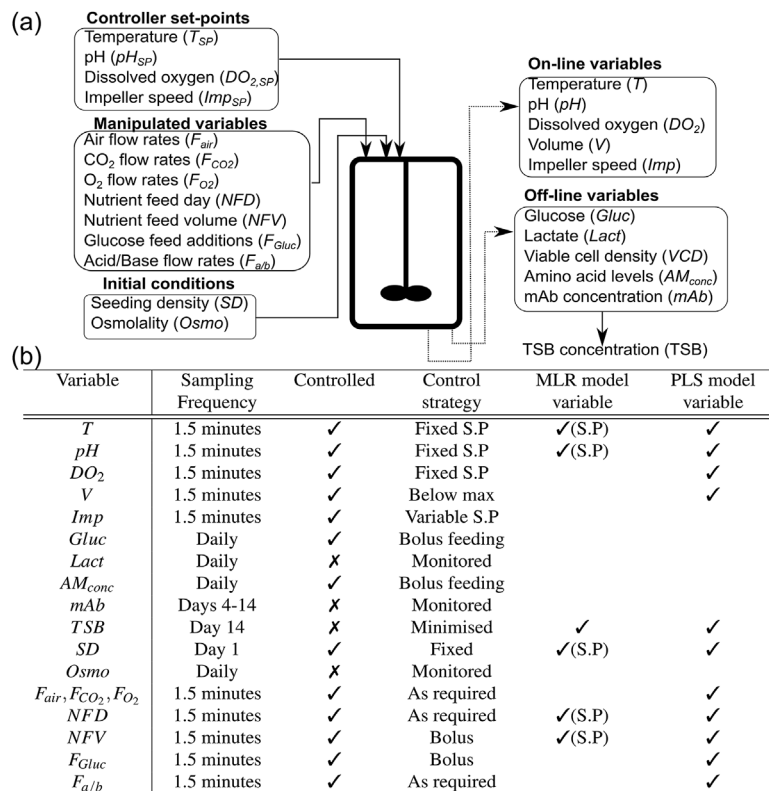 (a)
Controller set-points
Temperature (T_SP)
pH (pH_SP)
Dissolved oxygen (DO_2,SP)
Impeller speed (Imp_SP)
Manipulated variables
Air flow rates (F_air)
CO_2 flow rates (F_CO2)
O_2 flow rates (F_O2)
Nutrient feed day (NFD)
Nutrient feed volume (NFV)
Glucose feed additions (F_Gluc)
Acid/Base flow rates (F_a/b)
Initial conditions
Seeding density (SD)
Osmolality (Osmo)
On-line variables
Temperature (T)
pH (pH)
Dissolved oxygen (DO_2)
Volume (V)
Impeller speed (Imp)
Off-line variables
Glucose (Gluc)
Lactate (Lact)
Viable cell density (VCD)
Amino acid levels (AM_conc)
mAb concentration (mAb)
TSB concentration (TSB)
(b)
Variable Sampling Frequency Controlled Control strategy MLR model variable PLS model variable
T 1.5 minutes ✓ Fixed S.P ✓(S.P) ✓
pH 1.5 minutes ✓ Fixed S.P ✓(S.P) ✓
DO_2 1.5 minutes ✓ Fixed S.P ✓
V 1.5 minutes ✓ Below max ✓
Imp 1.5 minutes ✓ Variable S.P
Gluc Daily ✓ Bolus feeding
Lact Daily ✗ Monitored
AM_conc Daily ✓ Bolus feeding
mAb Days 4-14 ✗ Monitored
TSB Day 14 ✗ Minimised ✓ ✓
SD Day 1 ✓ Fixed ✓(S.P) ✓
Osmo Daily ✗ Monitored
F_air, F_CO2, F_O2 1.5 minutes ✓ As required ✓
NFD 1.5 minutes ✓ As required ✓(S.P) ✓
NFV 1.5 minutes ✓ Bolus ✓(S.P) ✓
F_Gluc 1.5 minutes ✓ Bolus ✓
F_a/b 1.5 minutes ✓ As required ✓